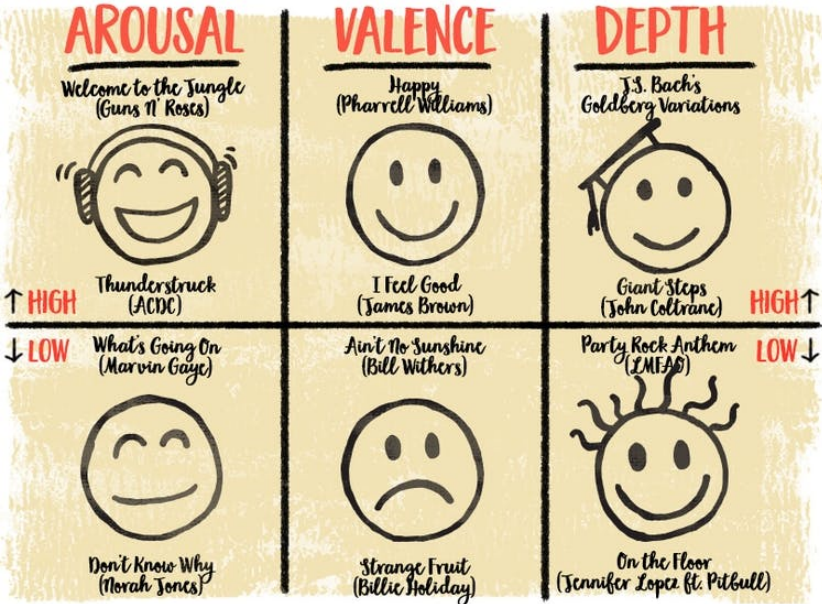 AROUSAL
VALENCE
DEPTH
Welcome to the Jungle
(Guns N' Roses)
Happy
(Pharrell Williams)
J.S. Bach's
Goldberg Variations
Thunderstruck
(ACDC)
I Feel Good
(James Brown)
Giant Steps
(John Coltrane)
↑ HIGH
HIGH ↑
↓ LOW
What's Going On
(Marvin Gaye)
Ain't No Sunshine
(Bill Withers)
Party Rock Anthem
(LMFAO)
LOW ↓
Don't Know Why
(Norah Jones)
Strange Fruit
(Billie Holiday)
On the Floor
(Jennifer Lopez ft. Pitbull)